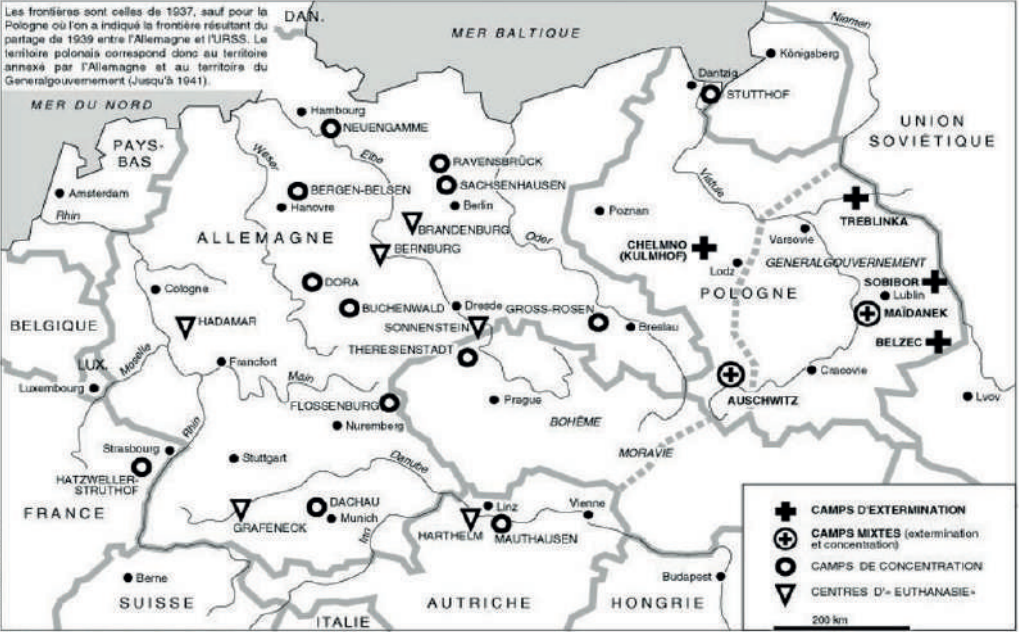 Les frontières sont celles de 1937, sauf pour la
Pologne où l'on a indiqué la frontière résultant du
partage de 1939 entre l'Allemagne et l'URSS. Le
territoire polonais correspond donc au territoire
annexé par l'Allemagne et au territoire du
Generalgouvernement (Jusqu'à 1941).
DAN.
MER BALTIQUE
Niemen
Königsberg
MER DU NORD
Dantzig
STUTTHOF
Hambourg
NEUENGAMME
UNION
SOVIÉTIQUE
PAYS-
BAS
Weser
Elbe
RAVENSBRÜCK
SACHSENHAUSEN
BERGEN-BELSEN
Amsterdam
Vistule
Hanovre
Berlin
Poznan
TREBLINKA
Rhin
BRANDENBURG
Varsovie
ALLEMAGNE
Oder
BERNBURG
CHELMNO
(KULMHOF)
Lodz
GENERALGOUVERNEMENT
DORA
SOBIBOR
Cologne
POLOGNE
Lublin
BUCHENWALD
Dresde
GROSS-ROSEN
MAÏDANEK
BELGIQUE
HADAMAR
SONNENSTEIN
Breslau
BELZEC
THERESIENSTADT
LUX.
Moselle
Francfort
Cracovie
Luxembourg
Main
Prague
AUSCHWITZ
Lvov
FLOSSENBURG
BOHÊME
Nuremberg
Rhin
Strasbourg
Stuttgart
MORAVIE
Danube
HATZWELLER-
STRUTHOF
DACHAU
Linz
Vienne
FRANCE
Munich
GRAFENECK
HARTHEIM
MAUTHAUSEN
Inn
Berne
Budapest
SUISSE
AUTRICHE
HONGRIE
ITALIE
CAMPS D'EXTERMINATION
CAMPS MIXTES (extermination
et concentration)
CAMPS DE CONCENTRATION
CENTRES D'« EUTHANASIE»
200 km